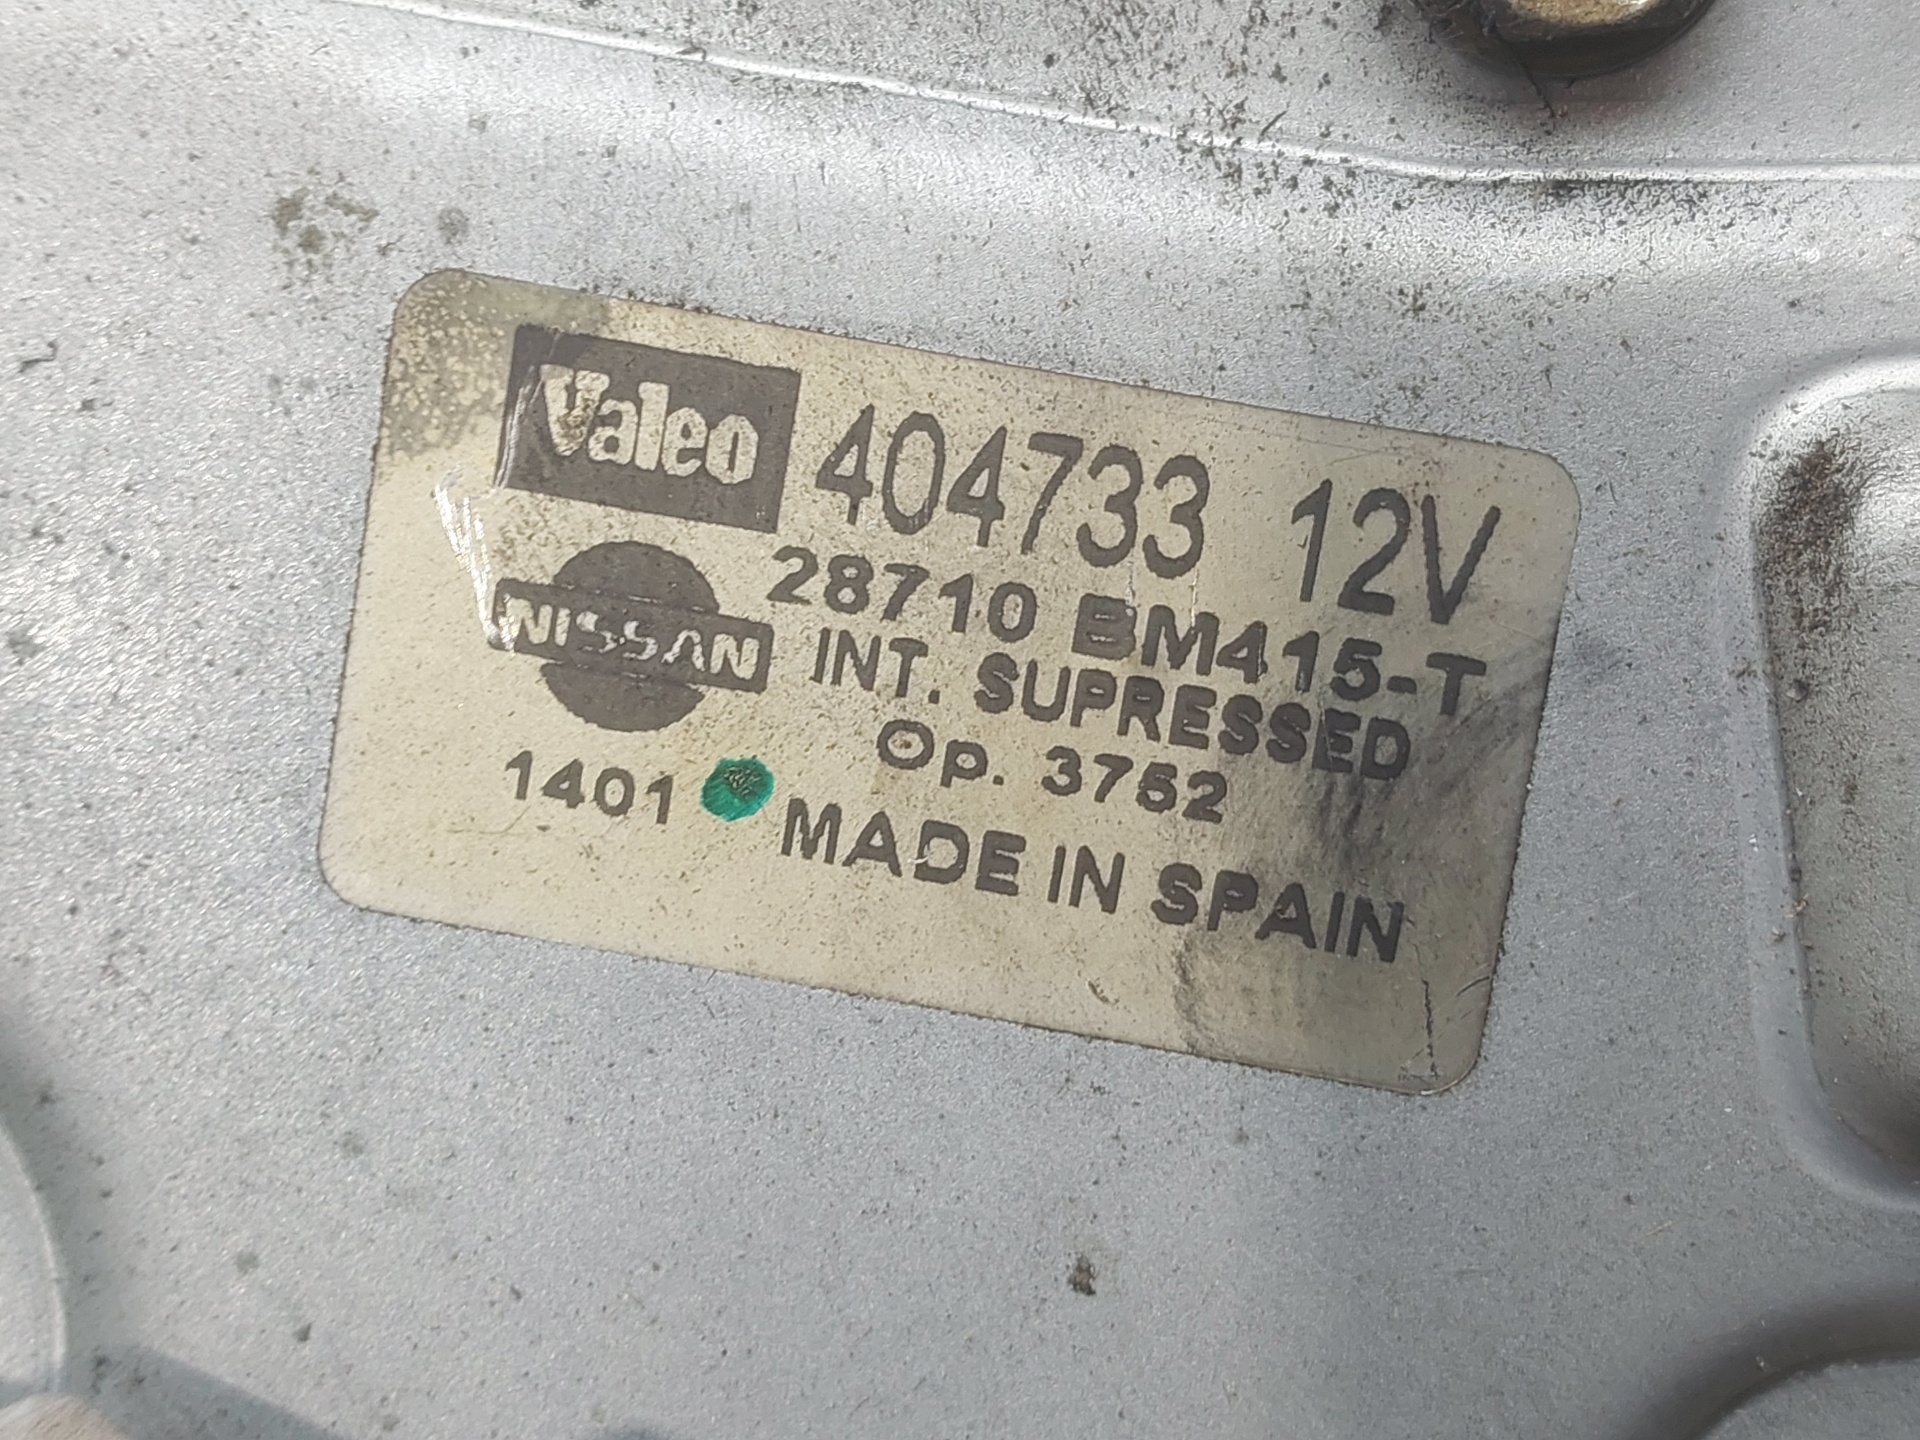 Valeo 404733 12V
NISSAN 28710 BM415-T
INT. SUPRESSED
Op. 3752
1401 MADE IN SPAIN